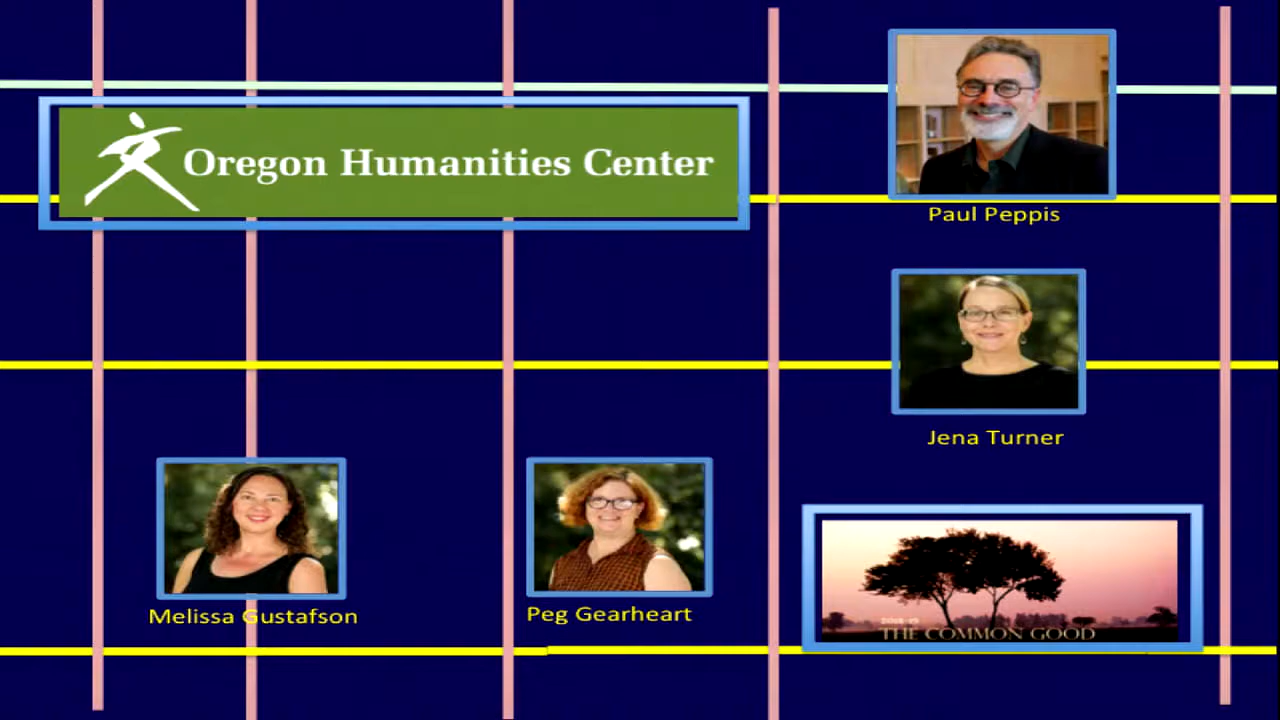 Oregon Humanities Center
Paul Peppis
Jena Turner
Melissa Gustafson
Peg Gearheart
THE COMMON GOOD